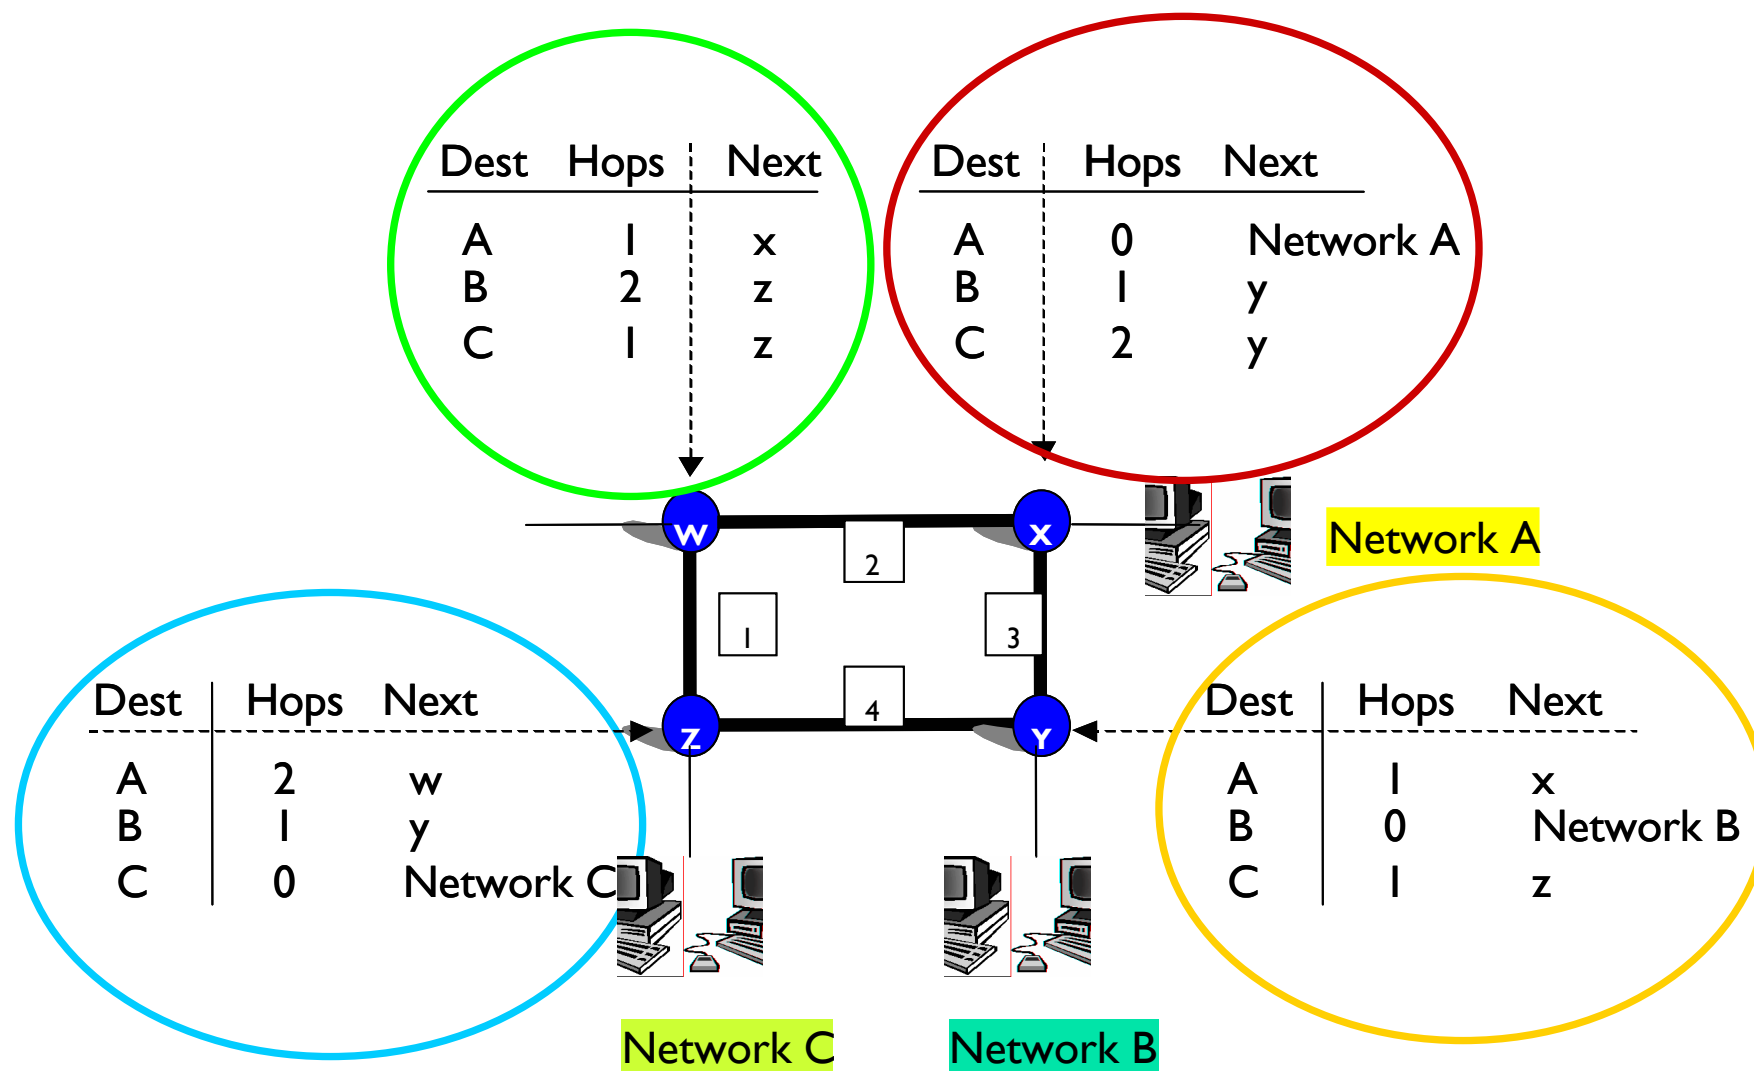 Dest Hops Next
A 1 x
B 2 z
C 1 z
Dest Hops Next
A 0 Network A
B 1 y
C 2 y
W
X
2
Network A
1
3
Dest Hops Next
A 2 w
B 1 y
C 0 Network C
4
Z
Y
Dest Hops Next
A 1 x
B 0 Network B
C 1 z
Network C
Network B